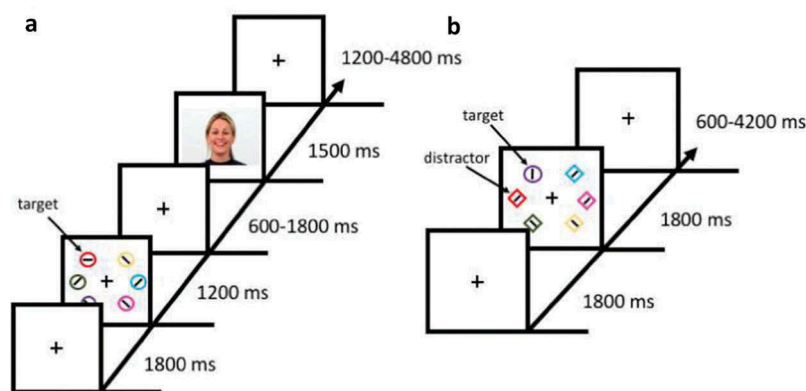 a
1200-4800 ms
1500 ms
600-1800 ms
target
1200 ms
1800 ms
b
600-4200 ms
target
distractor
1800 ms
1800 ms